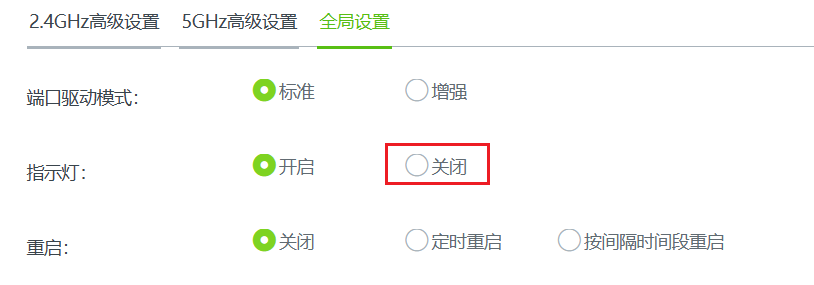 2.4GHz高级设置 5GHz高级设置 全局设置
端口驱动模式: 标准 增强
指示灯: 开启 关闭
重启: 关闭 定时重启 按间隔时间段重启